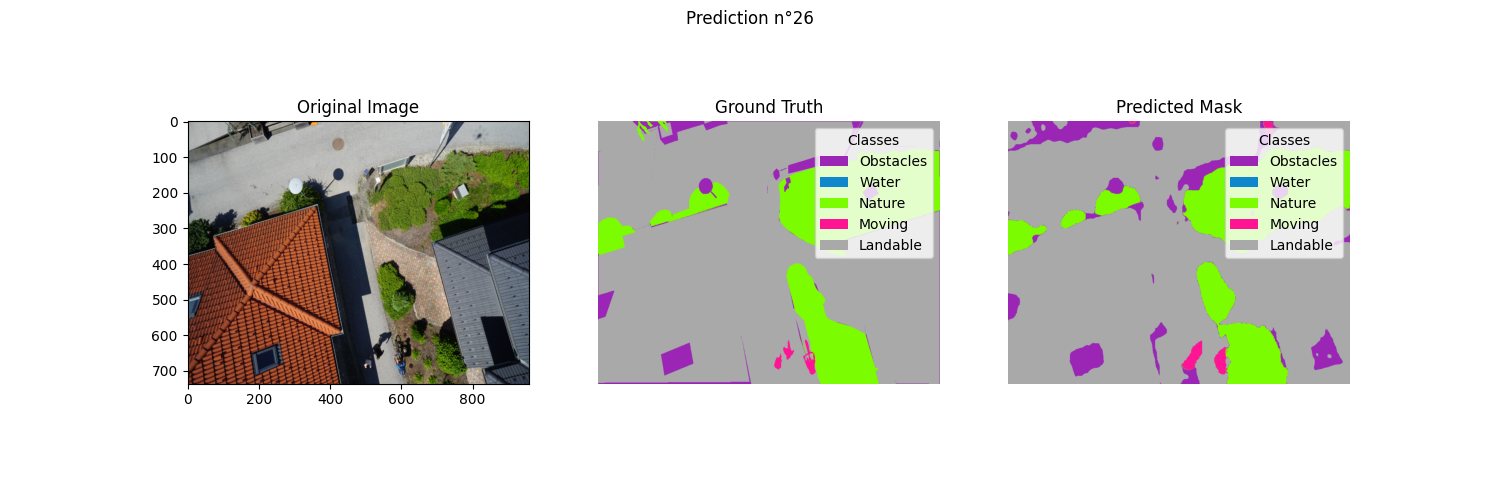 Prediction n°26
Original Image
0
100
200
300
400
500
600
700
0
200
400
600
800
Ground Truth
Classes
Obstacles
Water
Nature
Moving
Landable
Predicted Mask
Classes
Obstacles
Water
Nature
Moving
Landable